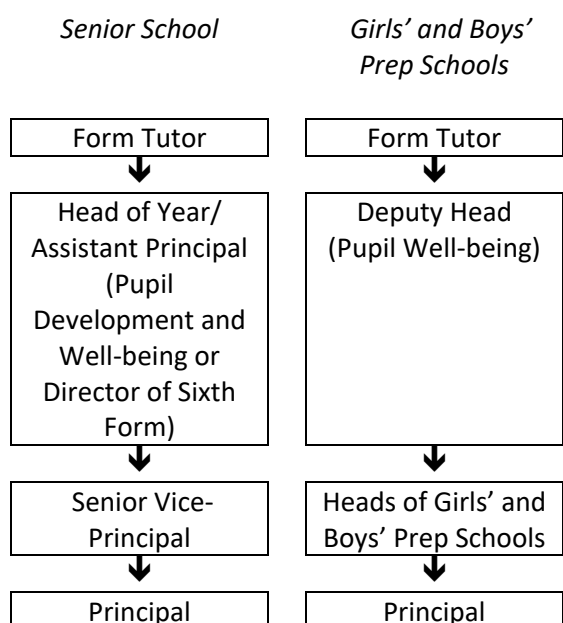 Senior School
Girls’ and Boys’
Prep Schools
Form Tutor
Form Tutor
Head of Year/
Assistant Principal
(Pupil
Development and
Well-being or
Director of Sixth
Form)
Deputy Head
(Pupil Well-being)
Senior Vice-
Principal
Heads of Girls’ and
Boys’ Prep Schools
Principal
Principal